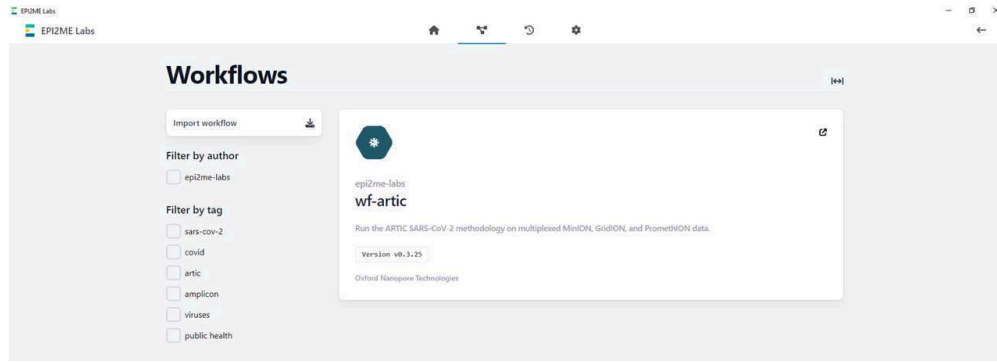 EPI2ME Labs
EPI2ME Labs
Workflows
Import workflow
Filter by author
epi2me-labs
Filter by tag
sars-cov-2
covid
artic
amplicon
viruses
public health
epi2me-labs
wf-artic
Run the ARTIC SARS-CoV-2 methodology on multiplexed MinION, GridION, and PromethION data.
Version v0.3.25
Oxford Nanopore Technologies